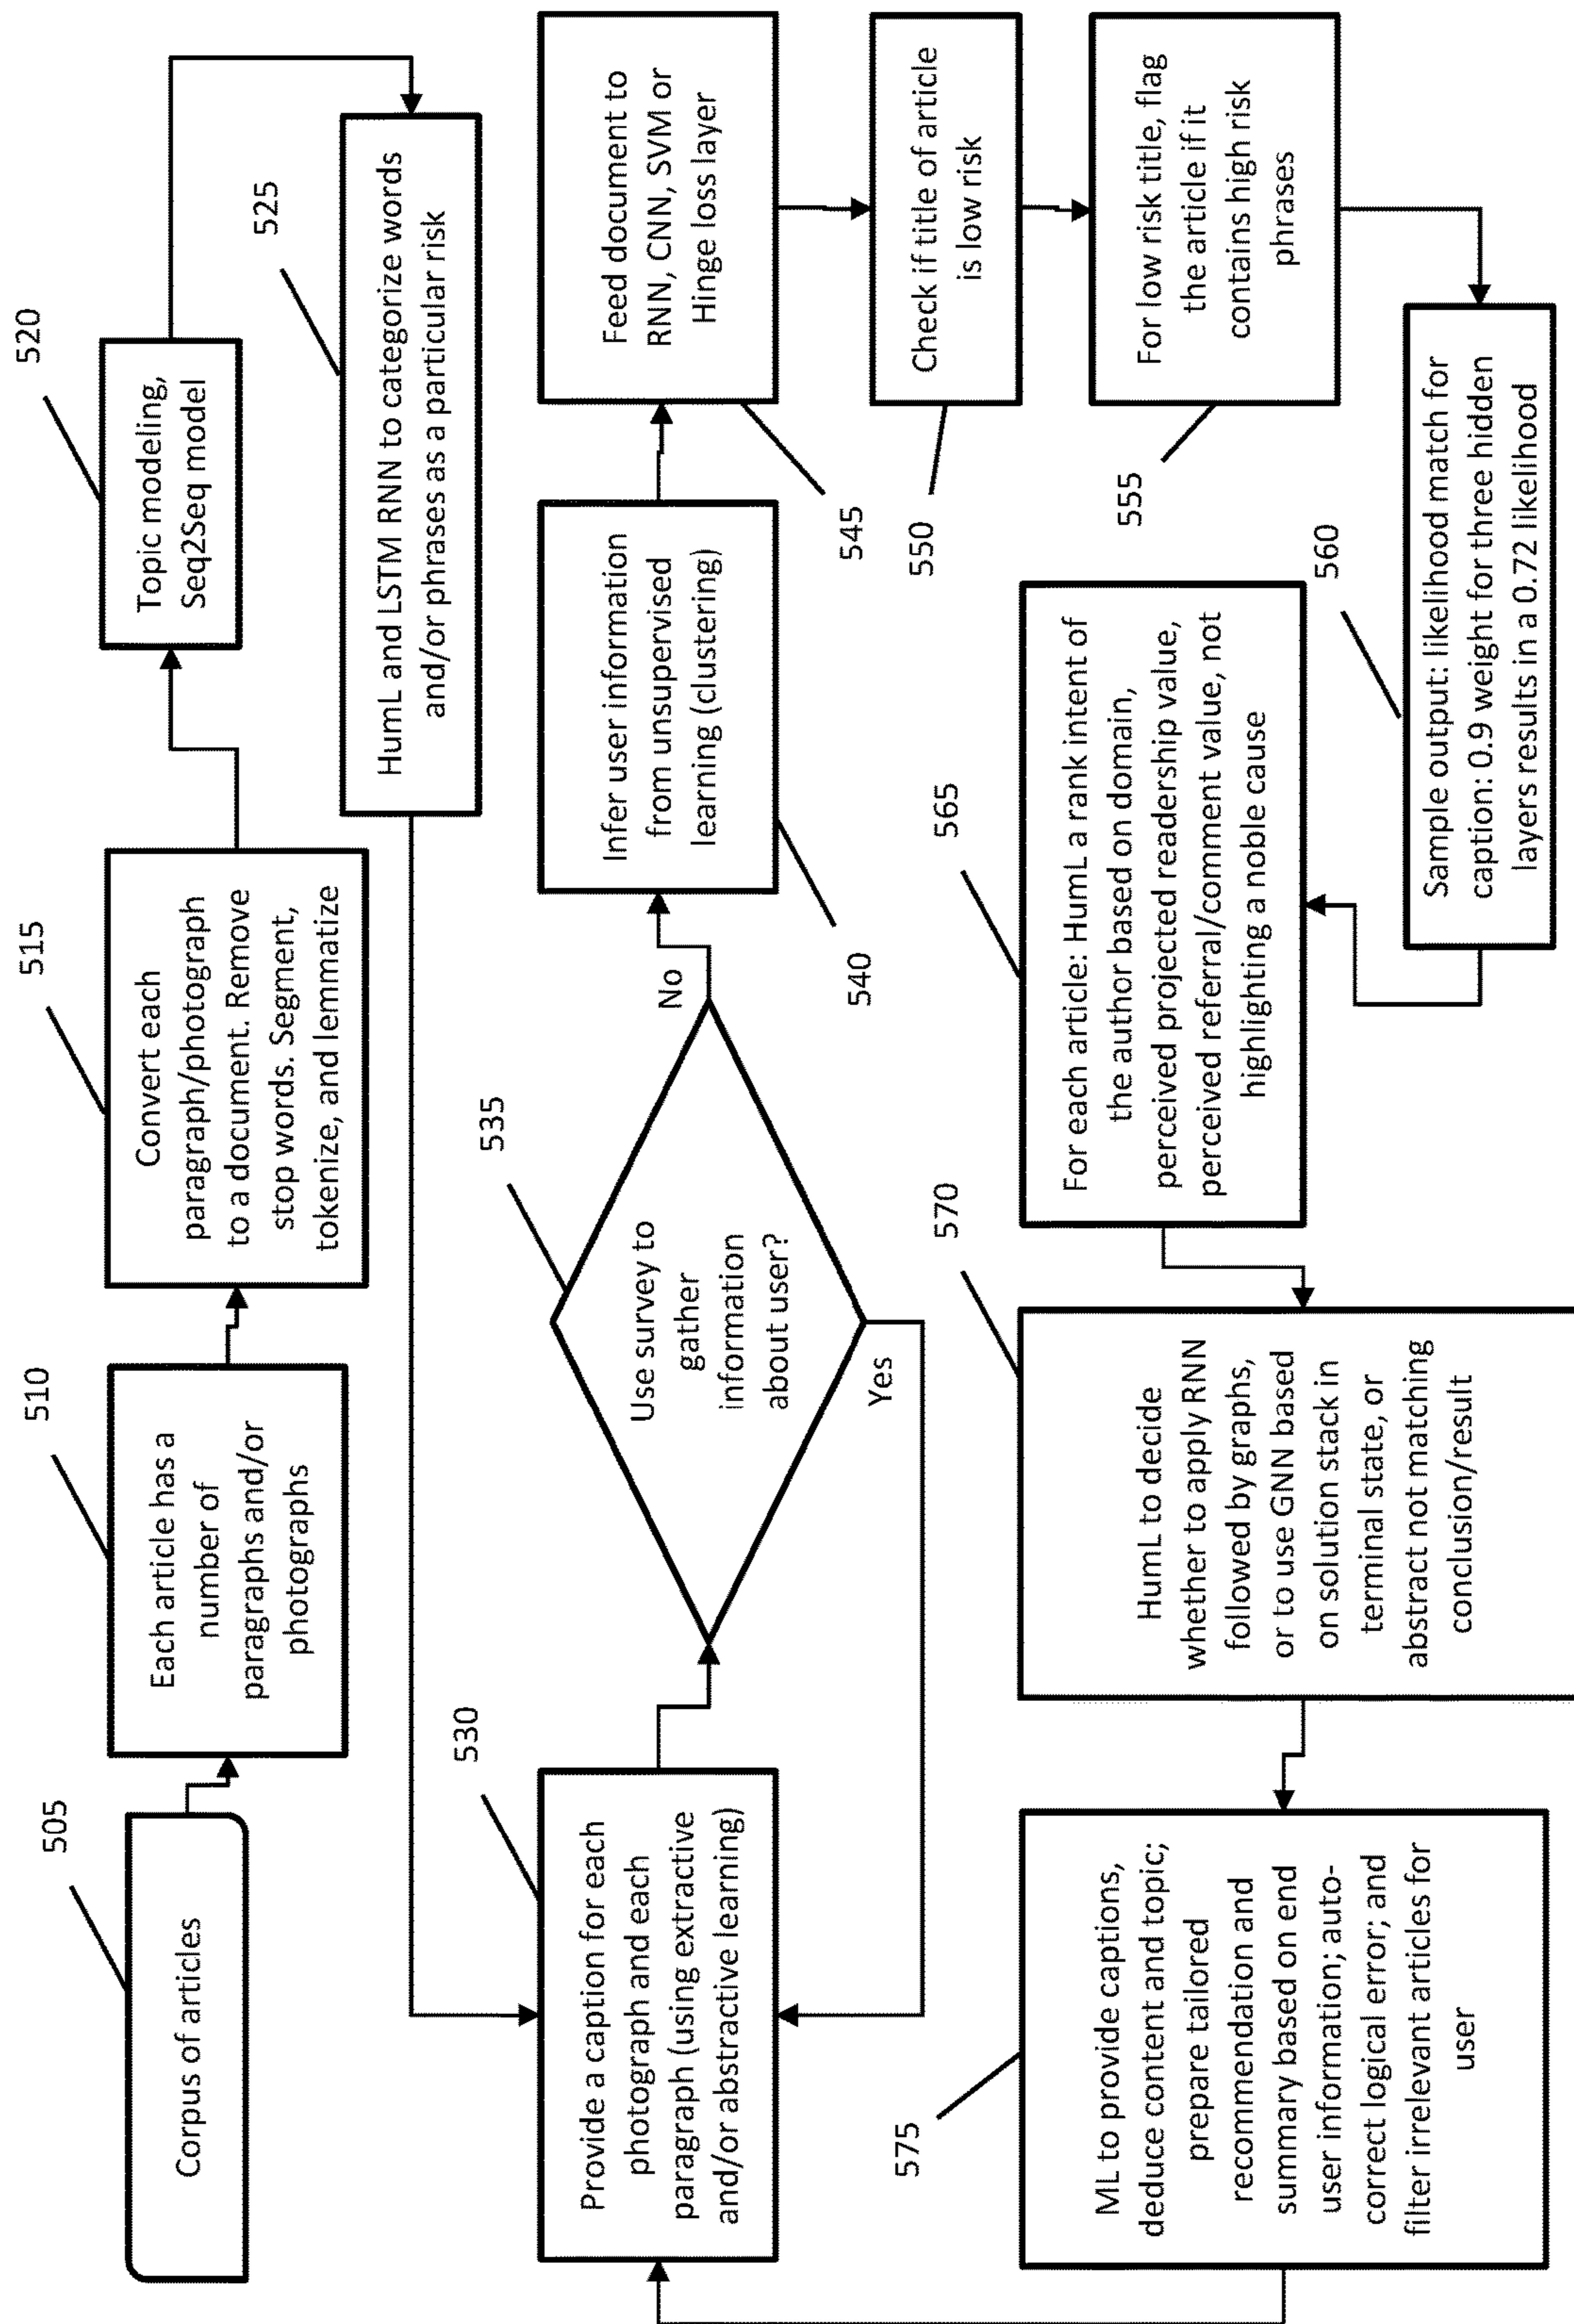 505
Corpus of articles
510
Each article has a
number of
paragraphs and/or
photographs
515
Convert each
paragraph/photograph
to a document. Remove
stop words. Segment,
tokenize, and lemmatize
520
Topic modeling,
Seq2Seq model
525
HumL and LSTM RNN to categorize words
and/or phrases as a particular risk
530
Provide a caption for each
photograph and each
paragraph (using extractive
and/or abstractive learning)
535
Use survey to
gather
information
about user?
Yes
No
540
Infer user information
from unsupervised
learning (clustering)
545
Feed document to
RNN, CNN, SVM or
Hinge loss layer
550
Check if title of article
is low risk
555
For low risk title, flag
the article if it
contains high risk
phrases
560
Sample output: likelihood match for
caption: 0.9 weight for three hidden
layers results in a 0.72 likelihood
565
For each article: HumL a rank intent of
the author based on domain,
perceived projected readership value,
perceived referral/comment value, not
highlighting a noble cause
570
HumL to decide
whether to apply RNN
followed by graphs,
or to use GNN based
on solution stack in
terminal state, or
abstract not matching
conclusion/result
575
ML to provide captions,
deduce content and topic;
prepare tailored
recommendation and
summary based on end
user information; auto-
correct logical error; and
filter irrelevant articles for
user